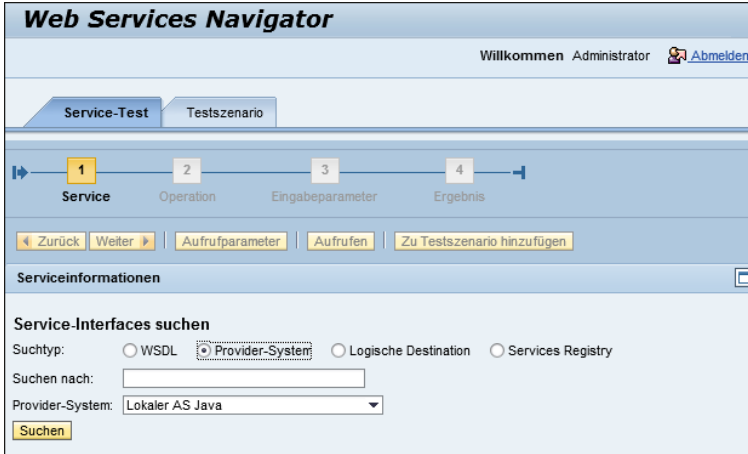 Web Services Navigator
Willkommen Administrator Abmelden
Service-Test Testszenario
1 2 3 4
Service Operation Eingabeparameter Ergebnis
Zurück Weiter Aufrufparameter Aufrufen Zu Testszenario hinzufügen
Serviceinformationen
Service-Interfaces suchen
Suchtyp: WSDL Provider-System Logische Destination Services Registry
Suchen nach:
Provider-System: Lokaler AS Java
Suchen